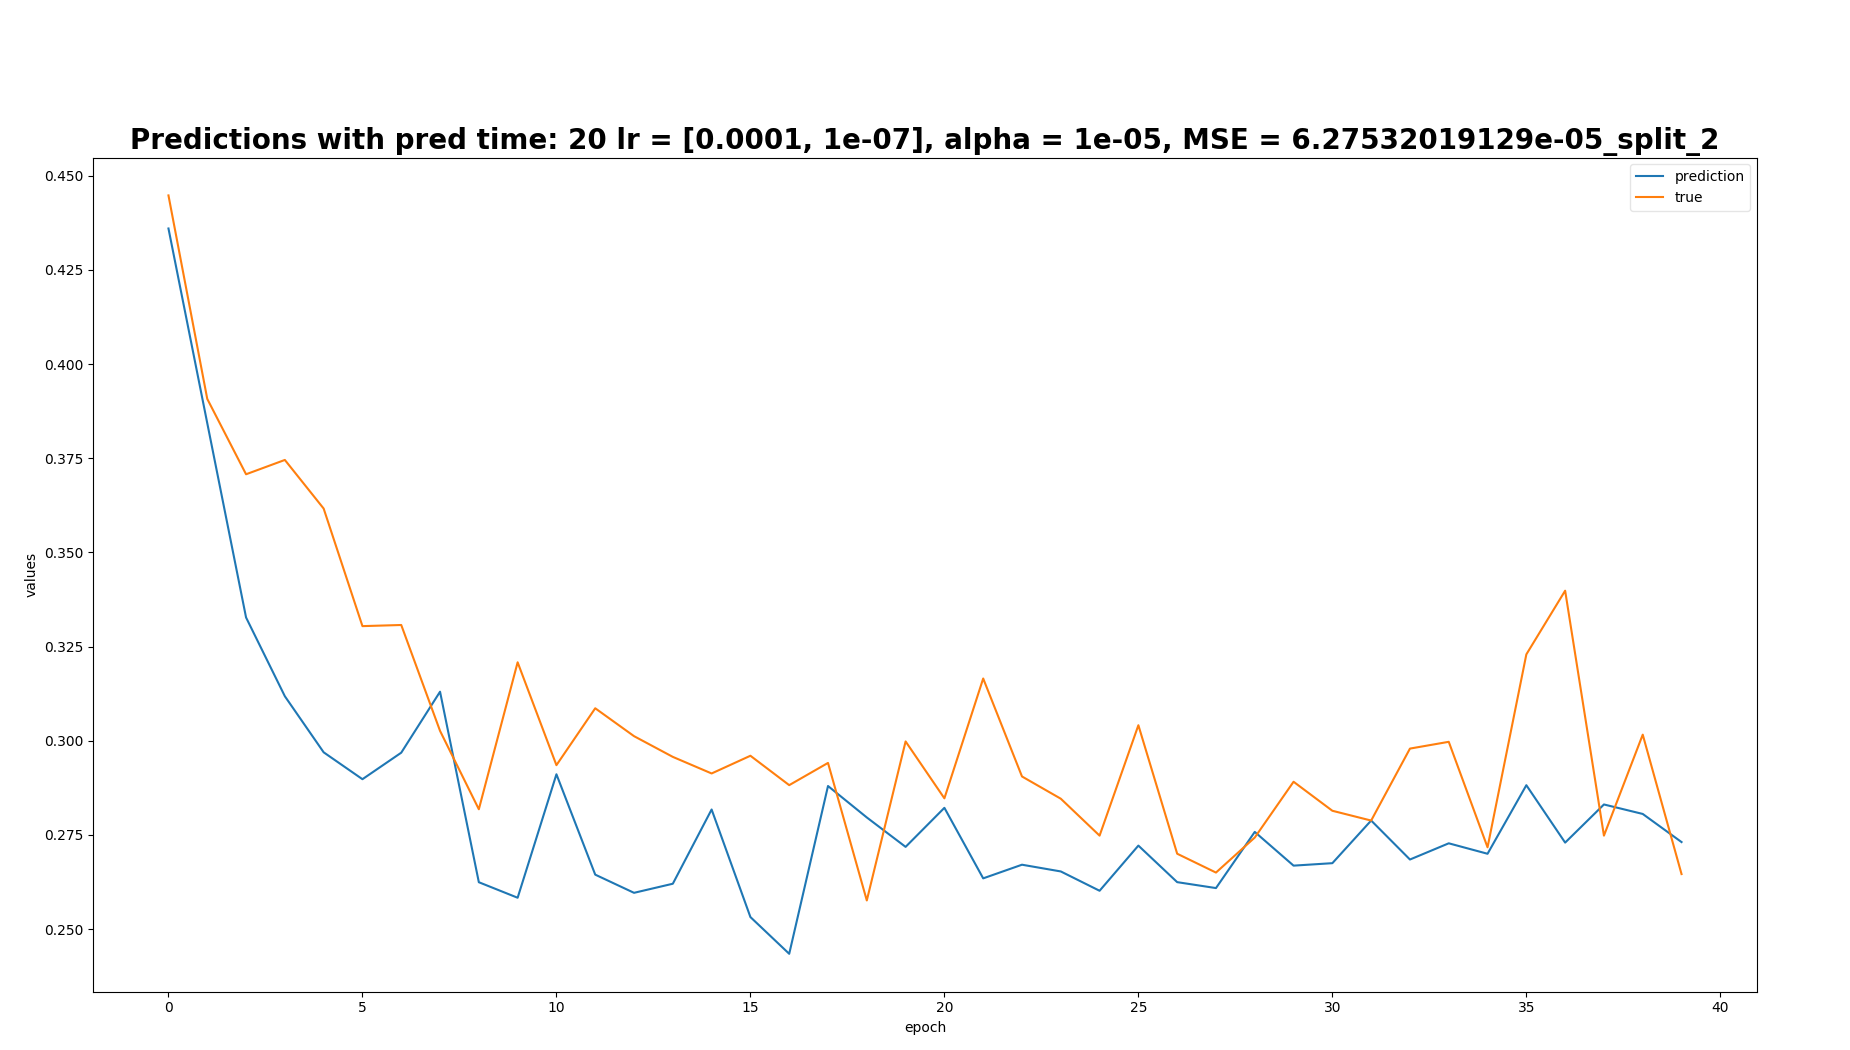 Predictions with pred time: 20 lr = [0.0001, 1e-07], alpha = 1e-05, MSE = 6.27532019129e-05_split_2
prediction
true
0.450
0.425
0.400
0.375
0.350
0.325
0.300
0.275
0.250
values
0 5 10 15 20 25 30 35 40
epoch